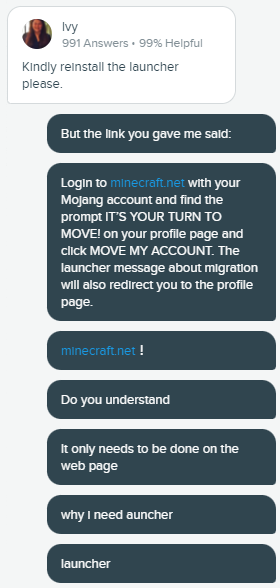 Ivy
991 Answers • 99% Helpful
Kindly reinstall the launcher
please.
But the link you gave me said:
Login to minecraft.net with your
Mojang account and find the
prompt IT'S YOUR TURN TO
MOVE! on your profile page and
click MOVE MY ACCOUNT. The
launcher message about migration
will also redirect you to the profile
page.
minecraft.net !
Do you understand
It only needs to be done on the
web page
why I need auncher
launcher